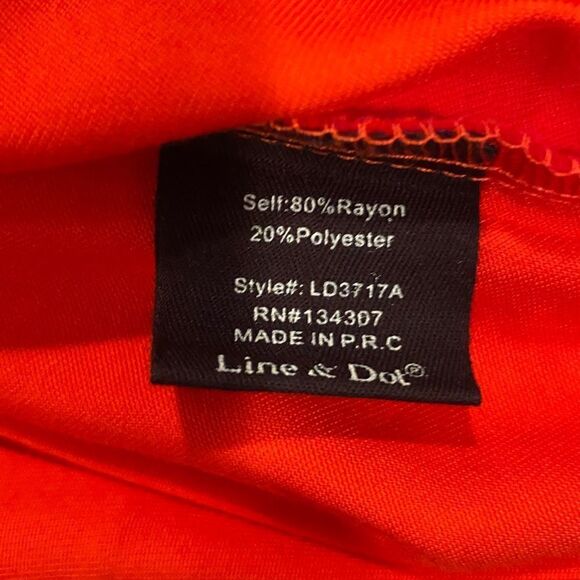 Self:80%Rayon
20%Polyester
Style#: LD3717A
RN#134307
MADE IN P.R.C
Line & Dot®